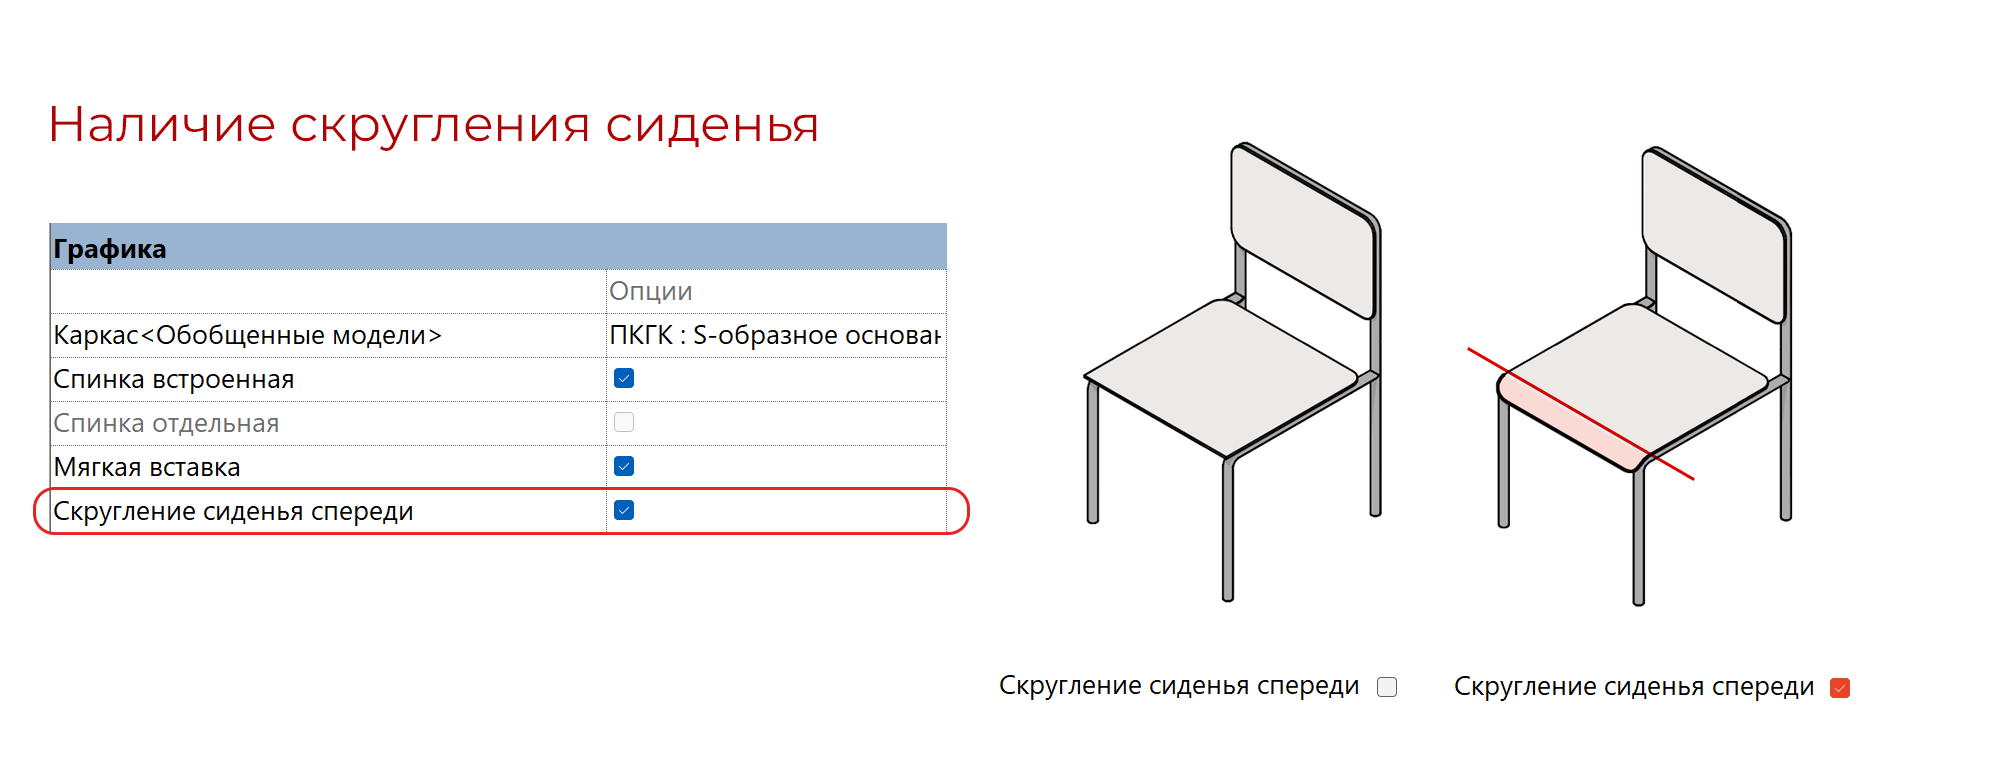 Наличие скругления сиденья
Графика
Опции
Каркас<Обобщенные модели> ПКГК : S-образное основан
Спинка встроенная
Спинка отдельная
Мягкая вставка
Скругление сиденья спереди
Скругление сиденья спереди
Скругление сиденья спереди